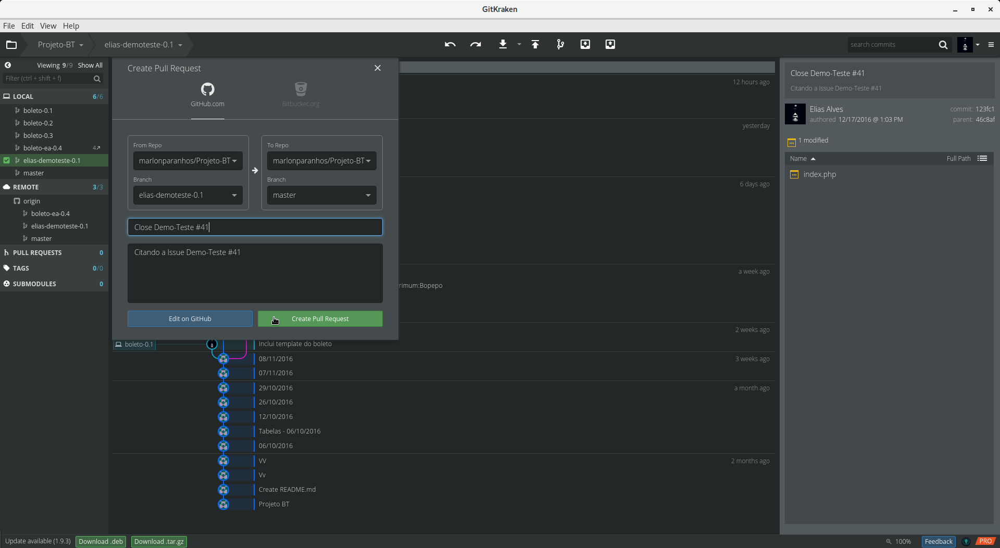 GitKraken
File Edit View Help
Projeto-BT elias-demoteste-0.1 search commits
Viewing 9/9 Show All
Filter (ctrl + shift + f)
LOCAL 6/6
boleto-0.1
boleto-0.2
boleto-0.3
boleto-ea-0.4 4
elias-demoteste-0.1
master
REMOTE 3/3
origin
boleto-ea-0.4
elias-demoteste-0.1
master
PULL REQUESTS 0
TAGS 0/0
SUBMODULES 0
Create Pull Request
GitHub.com Bitbucket.org
From Repo To Repo
marlonparanhos/Projeto-BT marlonparanhos/Projeto-BT
Branch Branch
elias-demoteste-0.1 master
Close Demo-Teste #41
Citando a Issue Demo-Teste #41
Edit on GitHub Create Pull Request
12 hours ago
yesterday
6 days ago
a week ago
rimum:Bopepo
2 weeks ago
boleto-0.1 Inclui template do boleto
08/11/2016 3 weeks ago
07/11/2016
29/10/2016 a month ago
26/10/2016
12/10/2016
Tabelas - 06/10/2016
06/10/2016
VV 2 months ago
Vv
Create README.md
Projeto BT
Close Demo-Teste #41
Citando a Issue Demo-Teste #41
Elias Alves commit: 123fc1
authored 12/17/2016 @ 1:03 PM parent: 46c8af
1 modified
Name Full Path
index.php
Update available (1.9.3) Download .deb Download .tar.gz 100% Feedback PRO